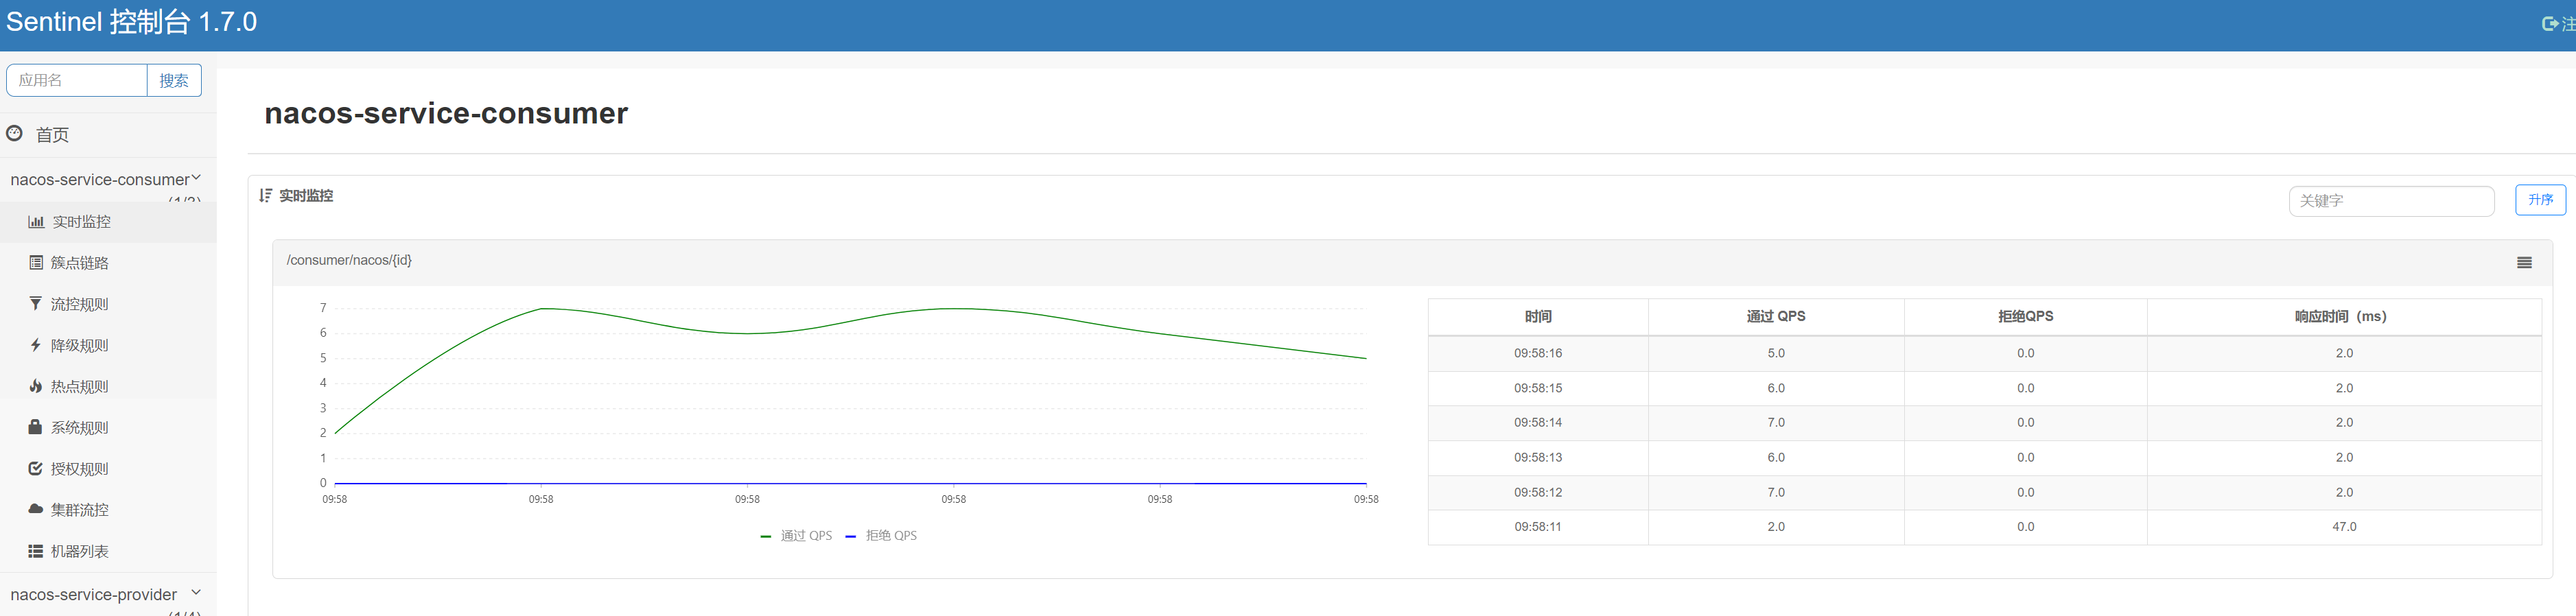 Sentinel 控制台 1.7.0
注
应用名
搜索
首页
nacos-service-consumer
实时监控
簇点链路
流控规则
降级规则
热点规则
系统规则
授权规则
集群流控
机器列表
nacos-service-provider
nacos-service-consumer
实时监控
关键字
升序
/consumer/nacos/{id}
7
6
5
4
3
2
1
0
09:58 09:58 09:58 09:58 09:58 09:58
通过 QPS 拒绝 QPS
时间 通过 QPS 拒绝QPS 响应时间（ms）
09:58:16 5.0 0.0 2.0
09:58:15 6.0 0.0 2.0
09:58:14 7.0 0.0 2.0
09:58:13 6.0 0.0 2.0
09:58:12 7.0 0.0 2.0
09:58:11 2.0 0.0 47.0